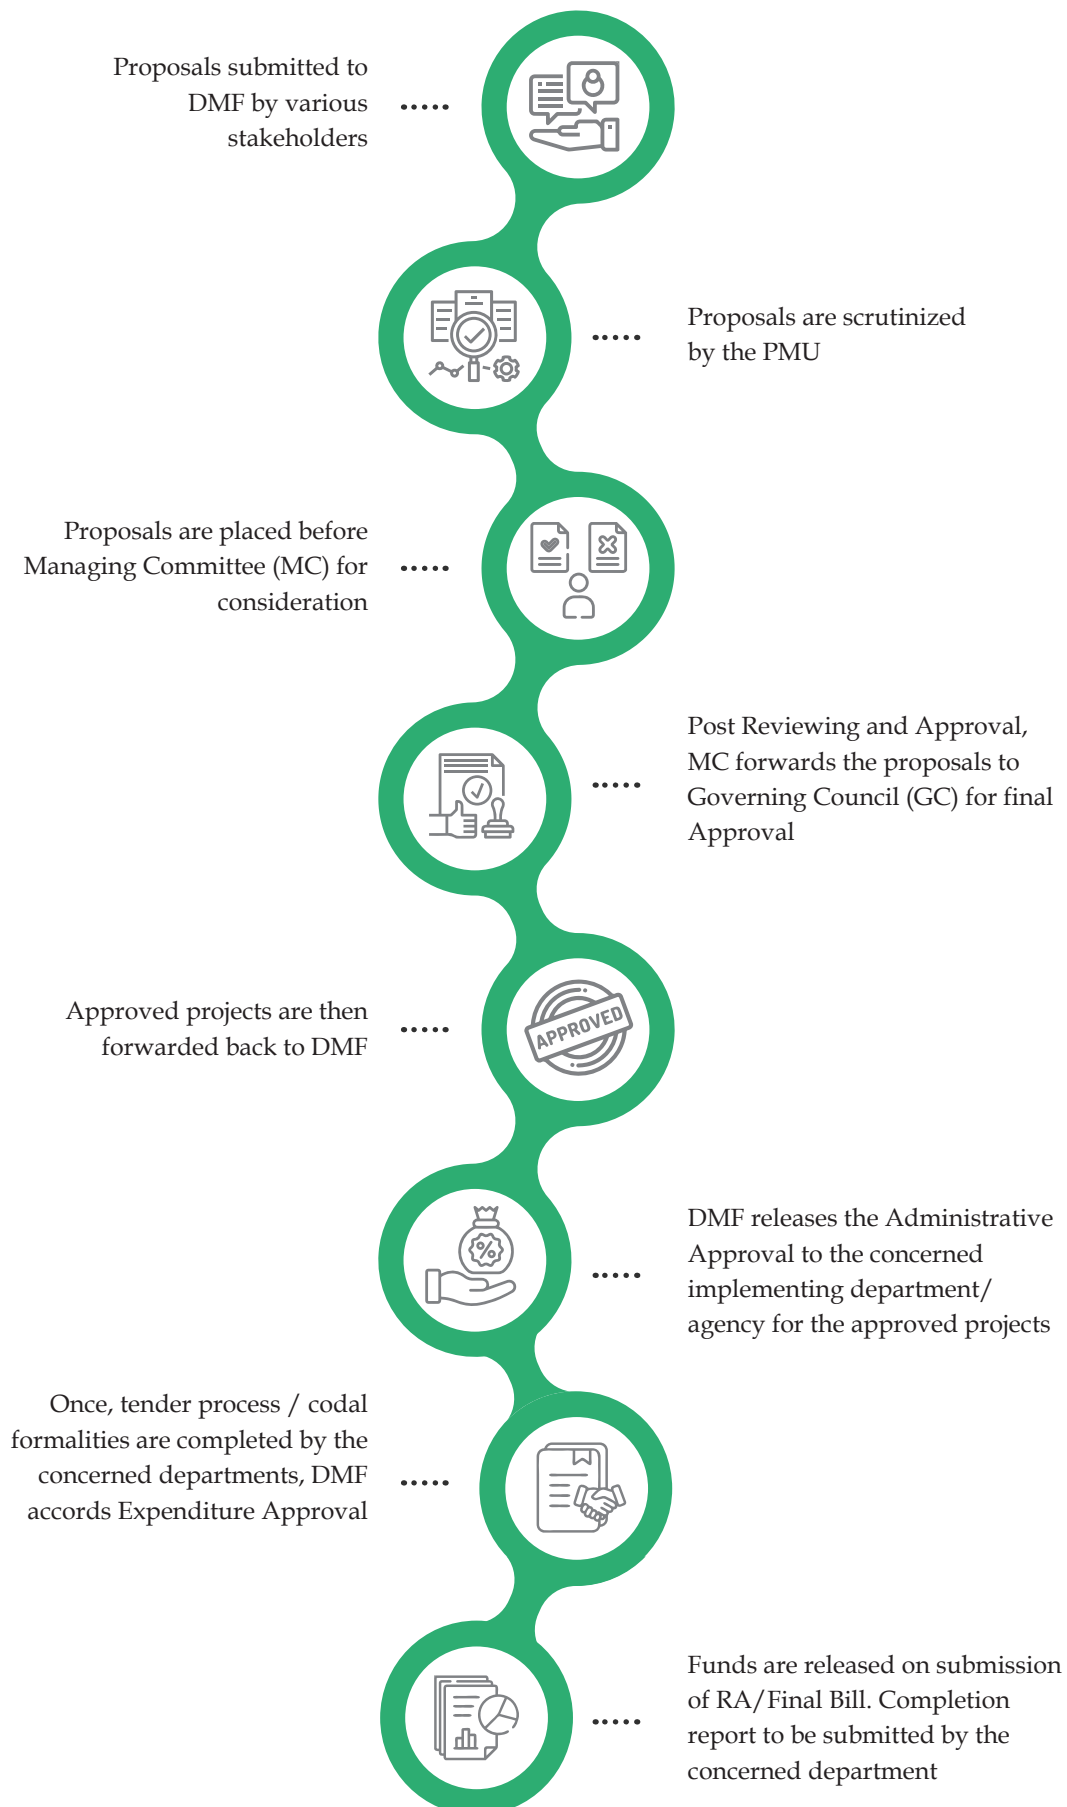 Proposals submitted to
DMF by various
stakeholders
Proposals are scrutinized
by the PMU
Proposals are placed before
Managing Committee (MC) for
consideration
Post Reviewing and Approval,
MC forwards the proposals to
Governing Council (GC) for final
Approval
APPROVED
Approved projects are then
forwarded back to DMF
DMF releases the Administrative
Approval to the concerned
implementing department/
agency for the approved projects
%
Once, tender process / codal
formalities are completed by the
concerned departments, DMF
accords Expenditure Approval
Funds are released on submission
of RA/Final Bill. Completion
report to be submitted by the
concerned department